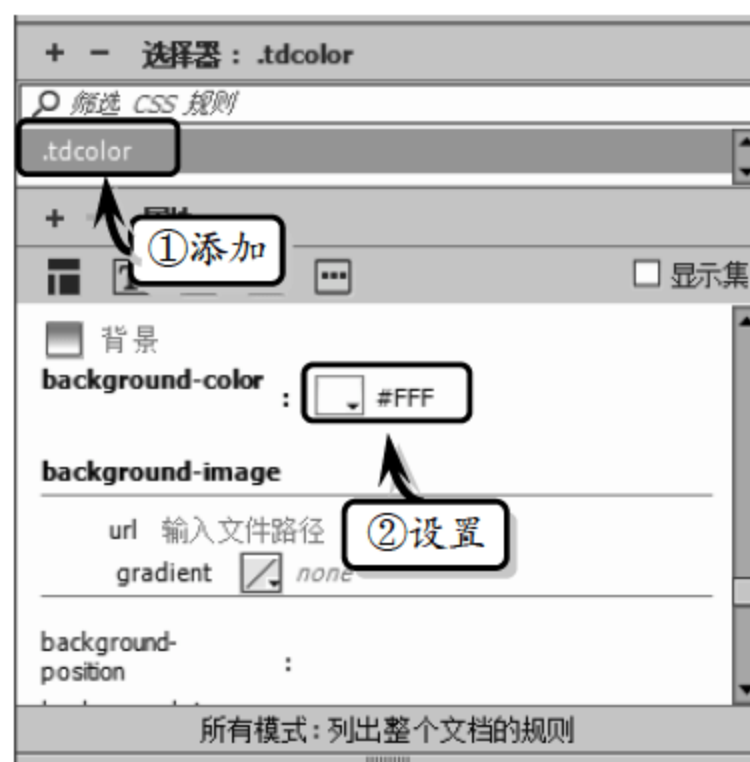 + − 选择器 : .tdcolor
筛选 CSS 规则
.tdcolor
①添加
显示集
背景
background-color : #FFF
background-image
②设置
url 输入文件路径
gradient none
background-
position :
所有模式 : 列出整个文档的规则